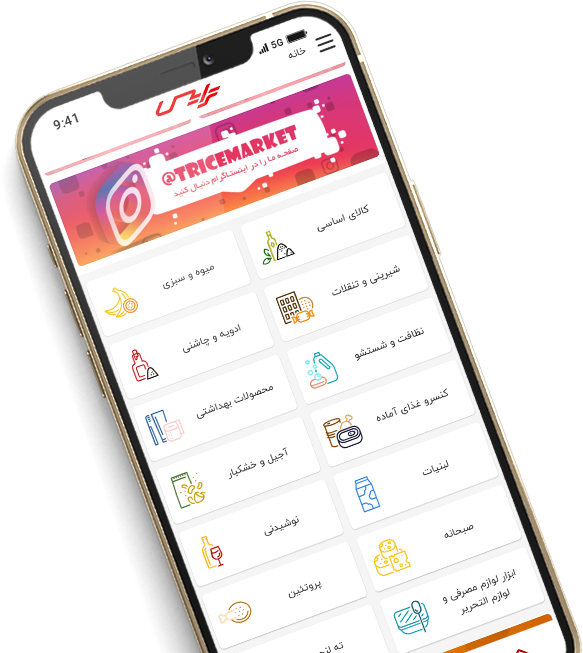 9:41
5G
خانه
ترایس
@TRICEMARKET
صفحه ما را در اینستاگرام دنبال کنید
کالای اساسی
میوه و سبزی
شیرینی و تنقلات
ادویه و چاشنی
نظافت و شستشو
محصولات بهداشتی
کنسرو غذای آماده
آجیل و خشکبار
لبنیات
نوشیدنی
صبحانه
پروتئین
ابزار لوازم مصرفی و
لوازم التحریر